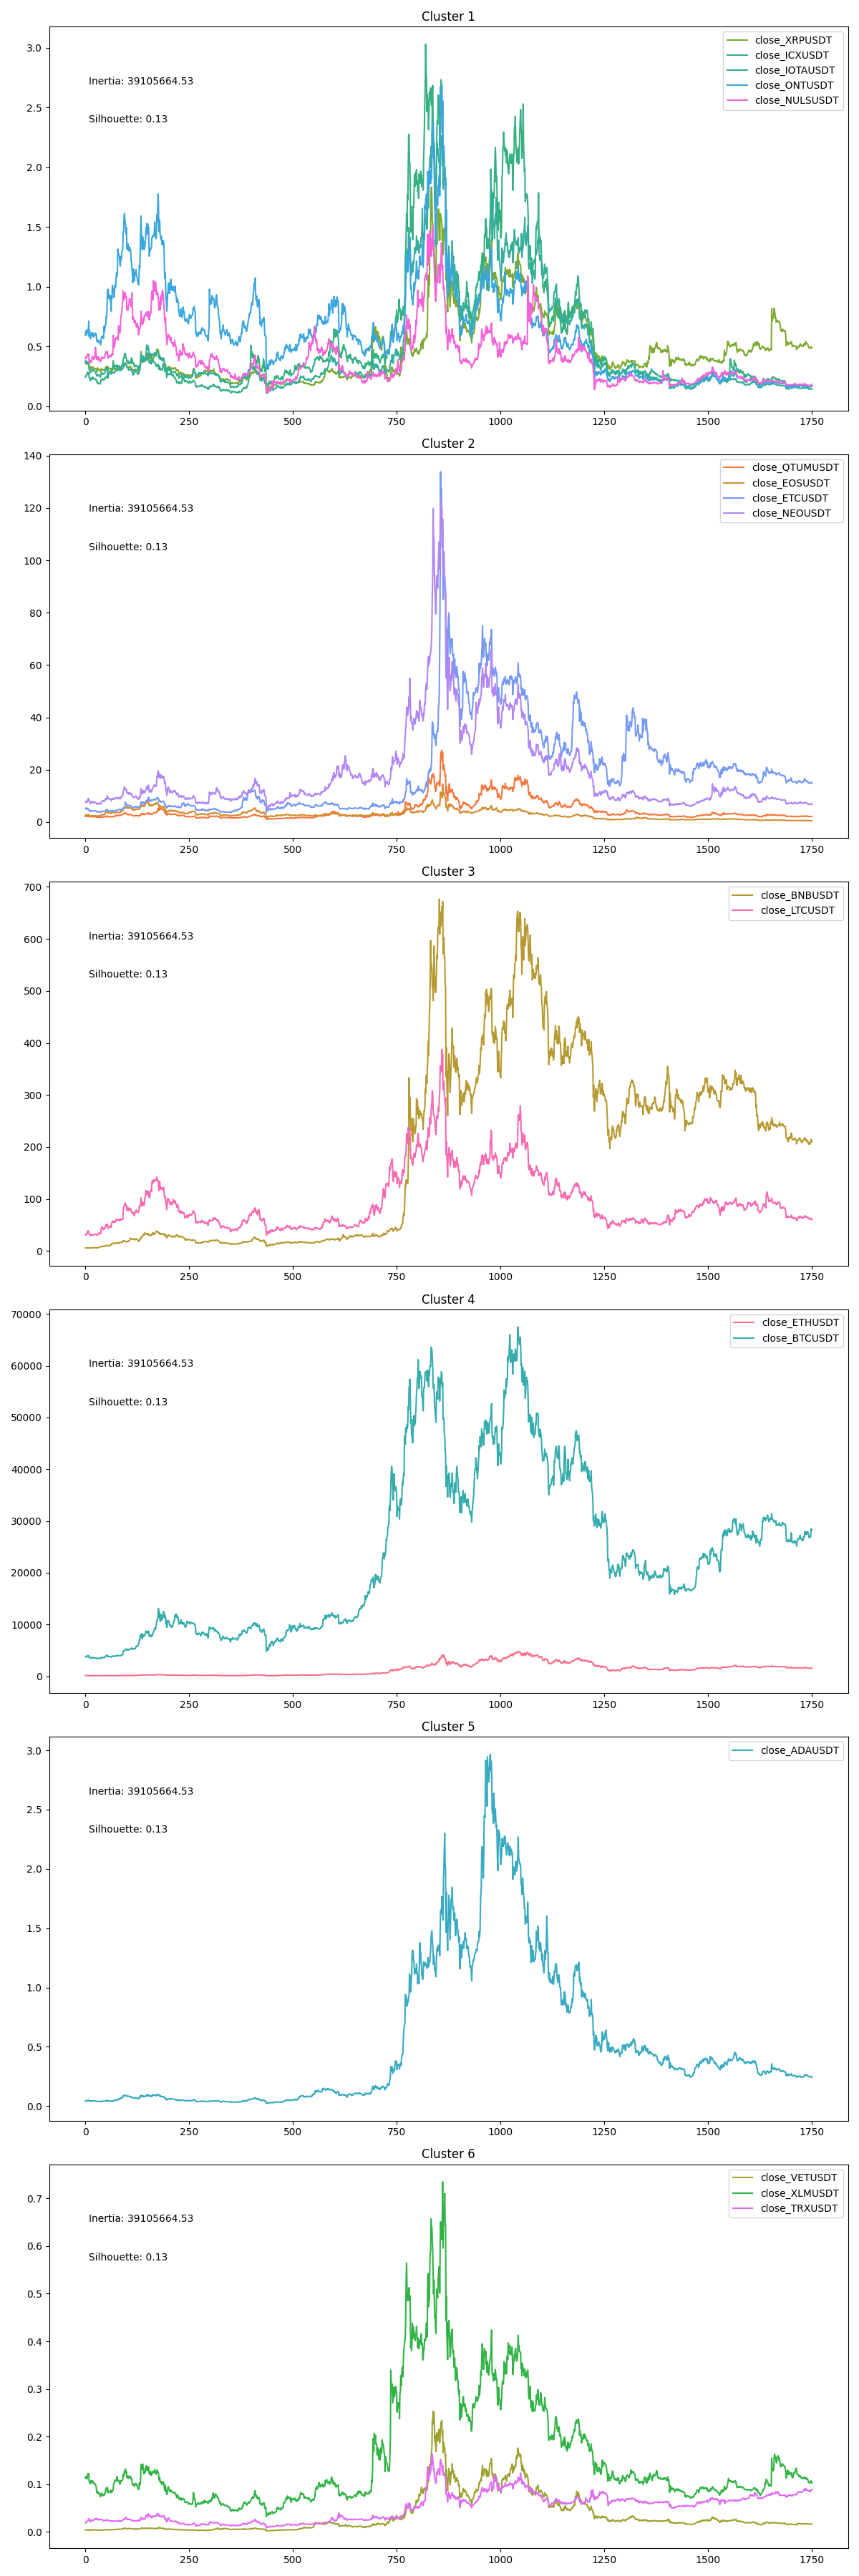 Cluster 1
3.0
2.5
2.0
1.5
1.0
0.5
0.0
Inertia: 39105664.53
Silhouette: 0.13
close_XRPUSDT
close_ICXUSDT
close_IOTAUSDT
close_ONTUSDT
close_NULSUSDT
0 250 500 750 1000 1250 1500 1750
Cluster 2
140
120
100
80
60
40
20
0
Inertia: 39105664.53
Silhouette: 0.13
close_QTUMUSDT
close_EOSUSDT
close_ETCUSDT
close_NEOUSDT
0 250 500 750 1000 1250 1500 1750
Cluster 3
700
600
500
400
300
200
100
0
Inertia: 39105664.53
Silhouette: 0.13
close_BNBUSDT
close_LTCUSDT
0 250 500 750 1000 1250 1500 1750
Cluster 4
70000
60000
50000
40000
30000
20000
10000
0
Inertia: 39105664.53
Silhouette: 0.13
close_ETHUSDT
close_BTCUSDT
0 250 500 750 1000 1250 1500 1750
Cluster 5
3.0
2.5
2.0
1.5
1.0
0.5
0.0
Inertia: 39105664.53
Silhouette: 0.13
close_ADAUSDT
0 250 500 750 1000 1250 1500 1750
Cluster 6
0.7
0.6
0.5
0.4
0.3
0.2
0.1
0.0
Inertia: 39105664.53
Silhouette: 0.13
close_VETUSDT
close_XLMUSDT
close_TRXUSDT
0 250 500 750 1000 1250 1500 1750